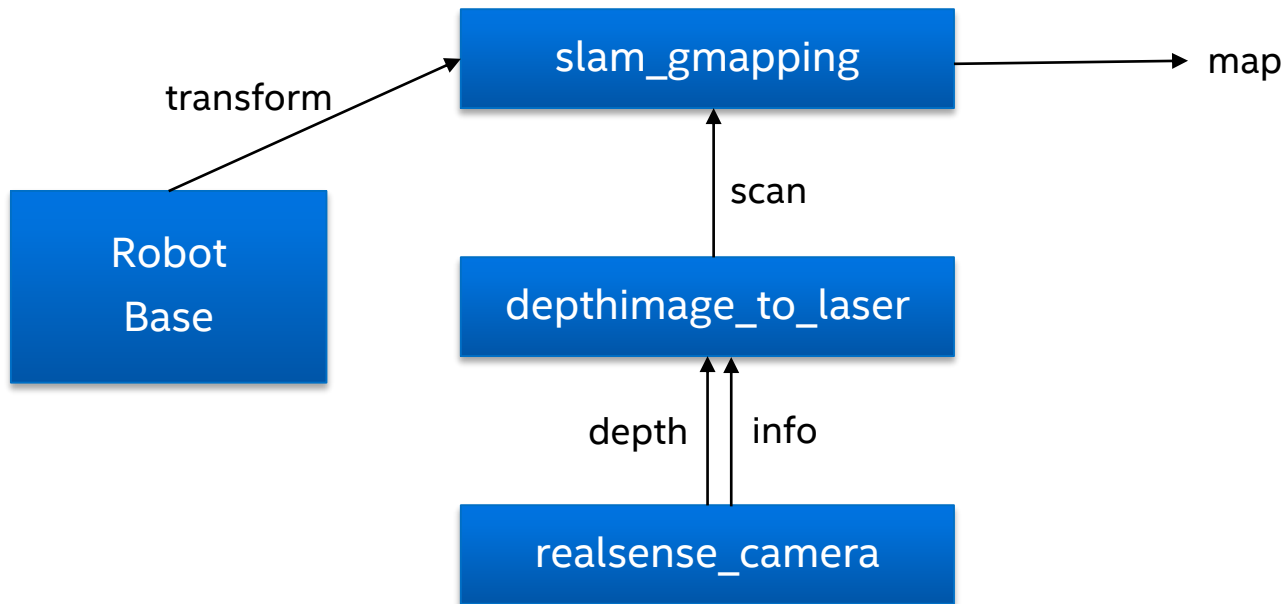 slam_gmapping
map
transform
scan
Robot
Base
depthimage_to_laser
depth
info
realsense_camera